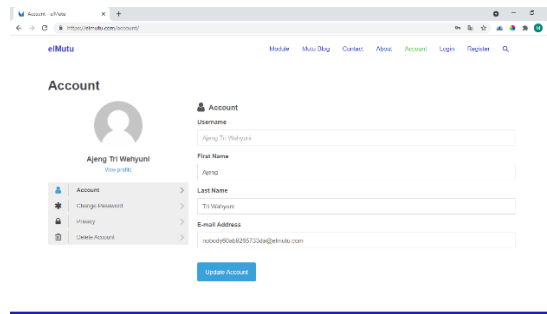 Account - elMutu
https://elmutu.com/account/
elMutu
Module Mutu Blog Contact About Account Login Register
Account
Ajeng Tri Wahyuni
View profile
Account
Change Password
Privacy
Delete Account
Account
Username
Ajeng Tri Wahyuni
First Name
Ajeng
Last Name
Tri Wahyuni
E-mail Address
Update Account